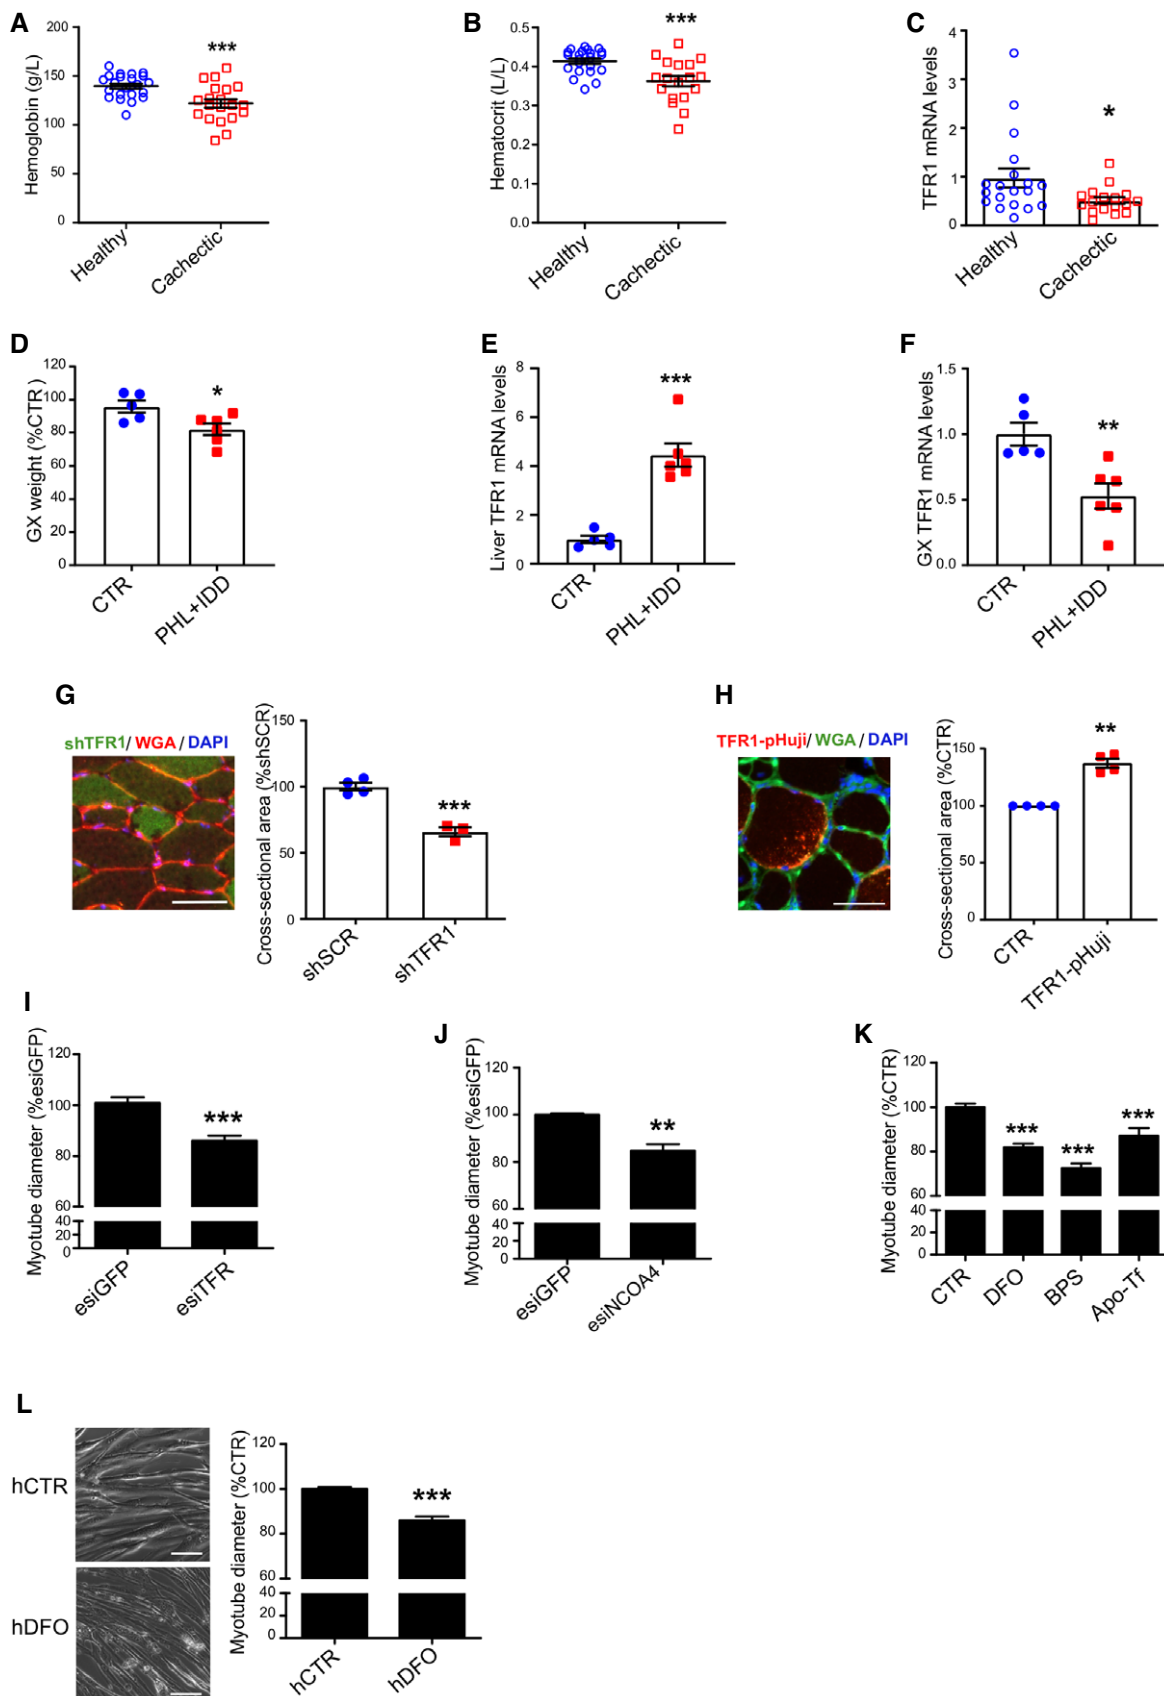 A
Hemoglobin (g/L)
200
150
100
50
0
***
Healthy
Cachectic
B
Hematocrit (L/L)
0.5
0.4
0.3
0.2
0.1
0.0
***
Healthy
Cachectic
C
TFR1 mRNA levels
4
3
2
1
0
*
Healthy
Cachectic
D
GX weight (%CTR)
120
100
80
60
40
20
0
*
CTR
PHL+IDD
E
Liver TFR1 mRNA levels
8
6
4
2
0
***
CTR
PHL+IDD
F
GX TFR1 mRNA levels
1.5
1.0
0.5
0.0
**
CTR
PHL+IDD
G
shTFR1/ WGA / DAPI
Cross-sectional area (%shSCR)
150
100
50
0
***
shSCR
shTFR1
H
TFR1-pHuji/ WGA / DAPI
Cross-sectional area (%CTR)
150
100
50
0
**
CTR
TFR1-pHuji
I
Myotube diameter (%esiGFP)
120
100
80
60
40
20
0
***
esiGFP
esiTFR
J
Myotube diameter (%esiGFP)
120
100
80
60
40
20
0
**
esiGFP
esiNCOA4
K
Myotube diameter (%CTR)
120
100
80
60
40
20
0
***
***
***
CTR
DFO
BPS
Apo-Tf
L
hCTR
hDFO
Myotube diameter (%CTR)
120
100
80
60
40
20
0
***
hCTR
hDFO